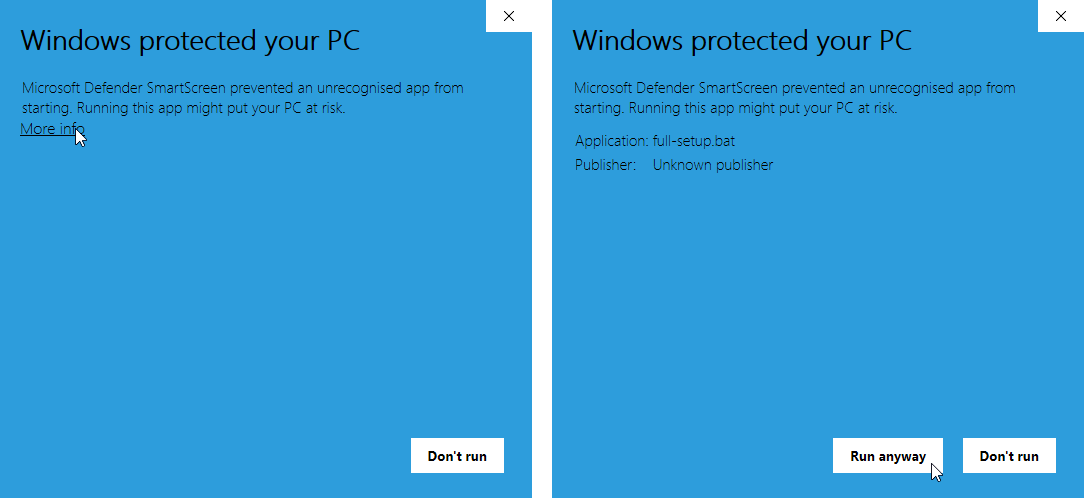 Windows protected your PC
Microsoft Defender SmartScreen prevented an unrecognised app from
starting. Running this app might put your PC at risk.
More info
Don't run
Windows protected your PC
Microsoft Defender SmartScreen prevented an unrecognised app from
starting. Running this app might put your PC at risk.
Application: full-setup.bat
Publisher: Unknown publisher
Run anyway Don't run